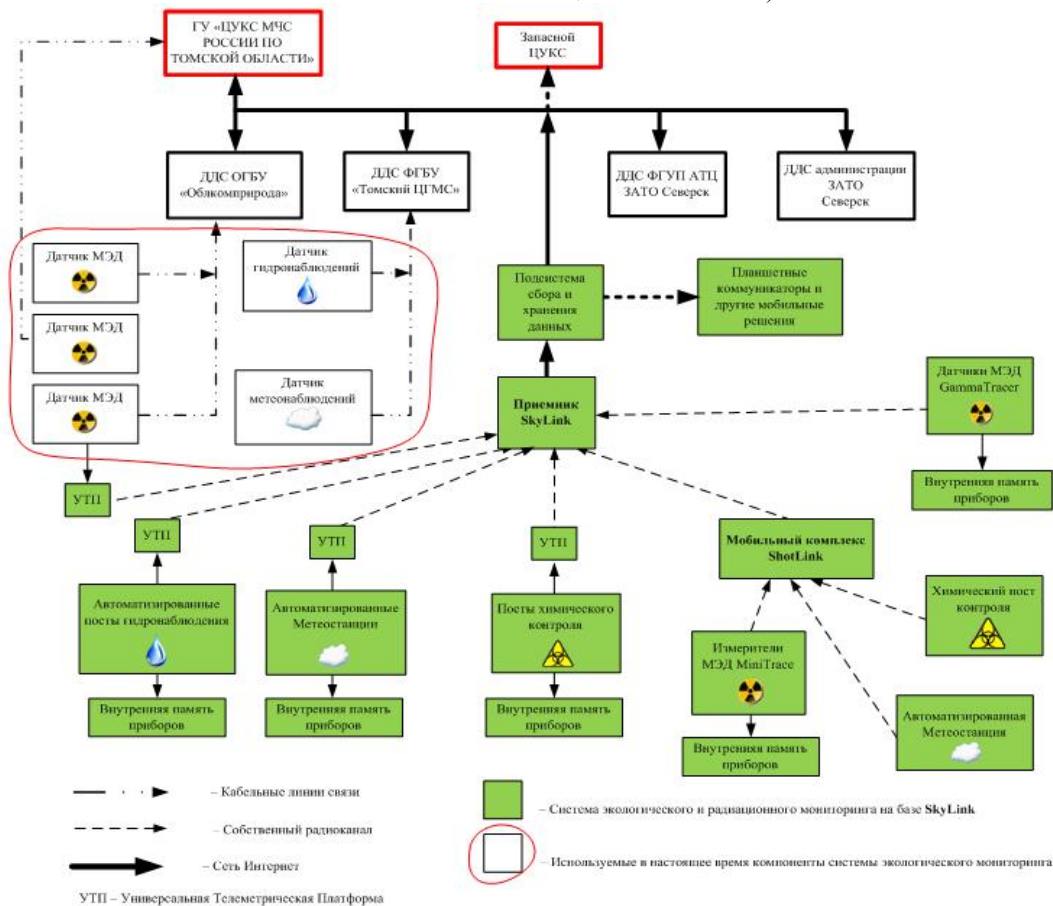 ГУ «ЦУКС МЧС
РОССИИ ПО
ТОМСКОЙ ОБЛАСТИ»
Запасной
ЦУКС
ДДС ОГБУ
«Облкомприрода»
ДДС ФГБУ
«Томский ЦГМС»
ДДС ФГУП АТЦ
ЗАТО Северск
ДДС администрации
ЗАТО
Северск
Датчик МЭД
Датчик
гидронаблюдений
Датчик МЭД
Датчик МЭД
Датчик
метеонаблюдений
Подсистема
сбора и
хранения
данных
Планшетные
коммуникаторы и
другие мобильные
решения
Приемник
SkyLink
Датчики МЭД
GammaTracer
Внутренняя память
приборов
УТП
УТП
УТП
УТП
Мобильный комплекс
ShotLink
Автоматизированные
посты гидронаблюдения
Автоматизированные
Метеостанции
Посты химического
контроля
Химический пост
контроля
Измерители
МЭД MiniTrace
Автоматизированная
Метеостанция
Внутренняя память
приборов
Внутренняя память
приборов
Внутренняя память
приборов
Внутренняя память
приборов
– Кабельные линии связи
– Собственный радиоканал
– Сеть Интернет
УТП – Универсальная Телеметрическая Платформа
– Система экологического и радиационного мониторинга на базе SkyLink
– Используемые в настоящее время компоненты системы экологического мониторинга